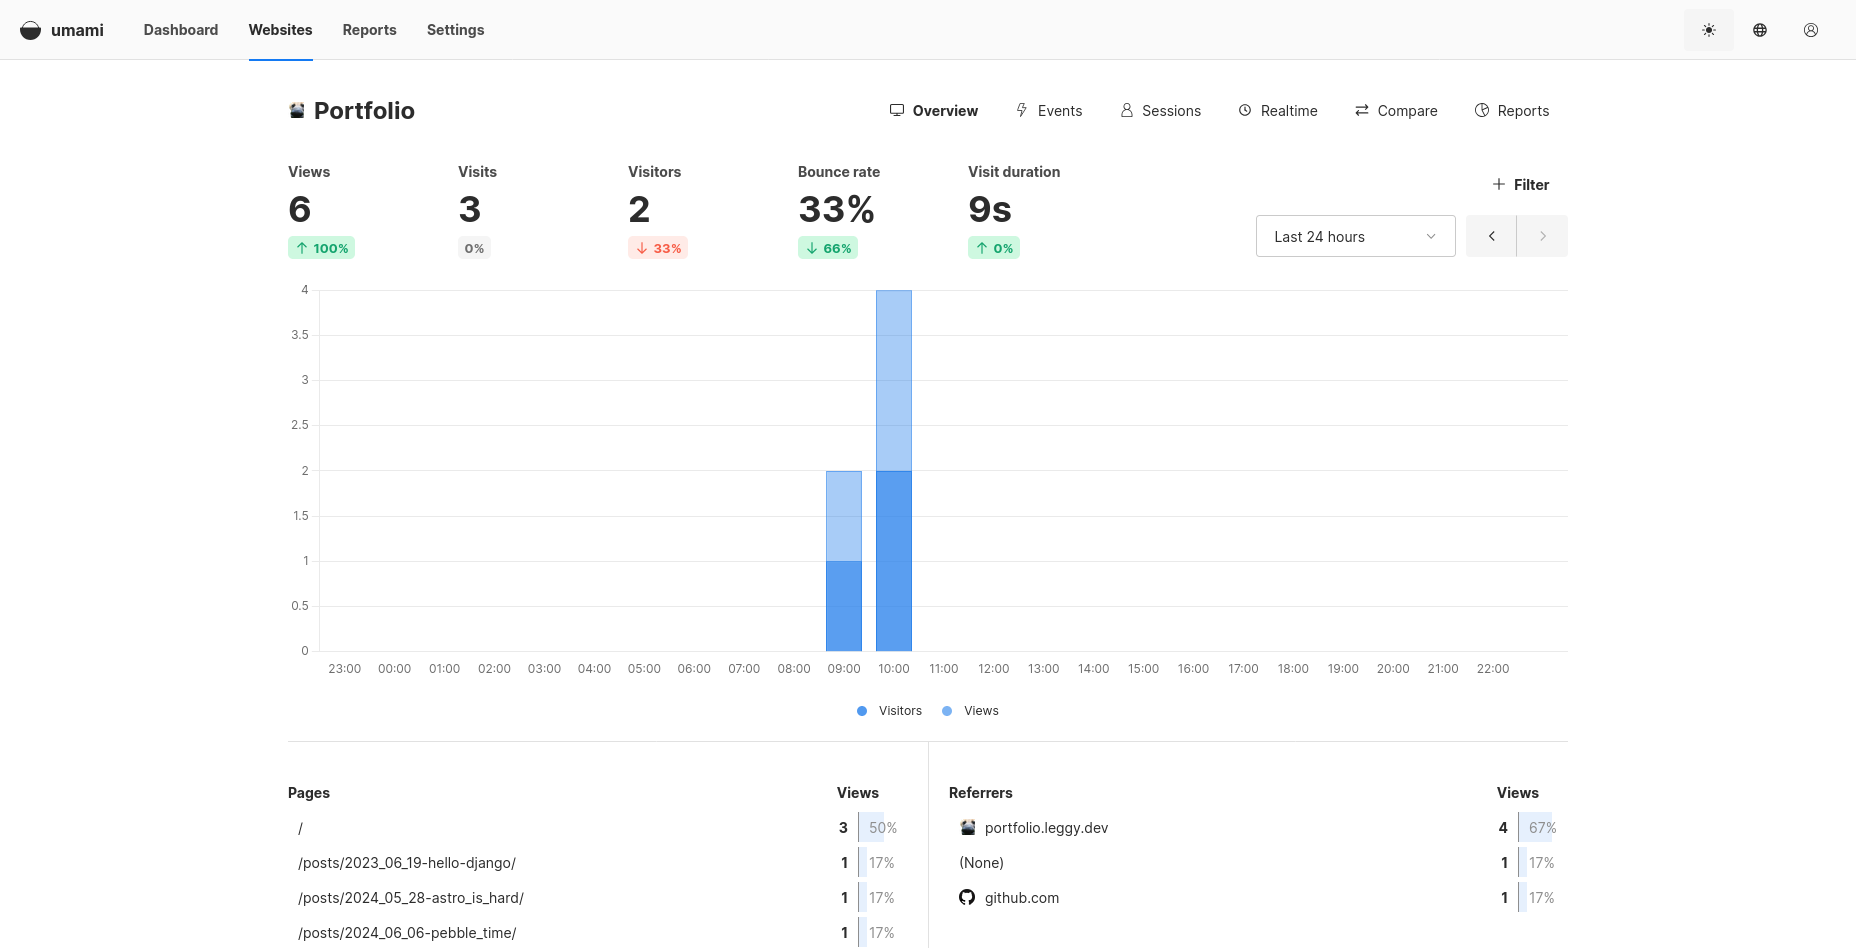 umami Dashboard Websites Reports Settings
Portfolio Overview Events Sessions Realtime Compare Reports
Views Visits Visitors Bounce rate Visit duration
Filter
6 3 2 33% 9s
Last 24 hours
100% 0% 33% 66% 0%
4
3.5
3
2.5
2
1.5
1
0.5
0
23:00 00:00 01:00 02:00 03:00 04:00 05:00 06:00 07:00 08:00 09:00 10:00 11:00 12:00 13:00 14:00 15:00 16:00 17:00 18:00 19:00 20:00 21:00 22:00
Visitors Views
Pages Views
/ 3 50%
/posts/2023_06_19-hello-django/ 1 17%
/posts/2024_05_28-astro_is_hard/ 1 17%
/posts/2024_06_06-pebble_time/ 1 17%
Referrers Views
portfolio.leggy.dev 4 67%
(None) 1 17%
github.com 1 17%